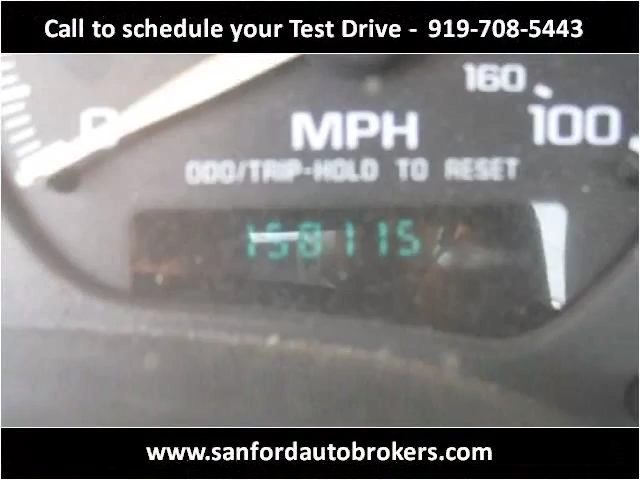 Call to schedule your Test Drive - 919-708-5443
160
0
MPH
100
ODO/TRIP-HOLD TO RESET
158115
www.sanfordautobrokers.com